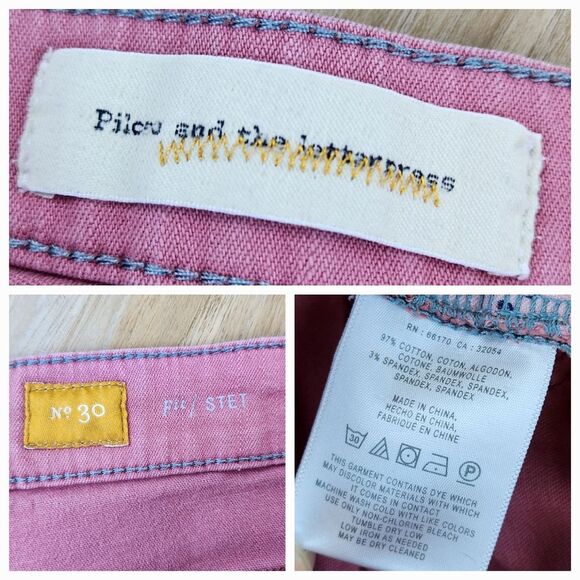 Pilcro and the letterpress
Nº 30
Fit/ STET
RN : 66170 CA : 32054
97% COTTON, COTON, ALGODON,
COTONE, BAUMWOLLE
3% SPANDEX, SPANDEX, SPANDEX,
SPANDEX, SPANDEX
MADE IN CHINA,
HECHO EN CHINA,
FABRIQUE EN CHINE
30
THIS GARMENT CONTAINS DYE WHICH
MAY DISCOLOR MATERIALS WITH WHICH
IT COMES IN CONTACT
MACHINE WASH COLD WITH LIKE COLORS
USE ONLY NON-CHLORINE BLEACH
TUMBLE DRY LOW
LOW IRON AS NEEDED
MAY BE DRY CLEANED